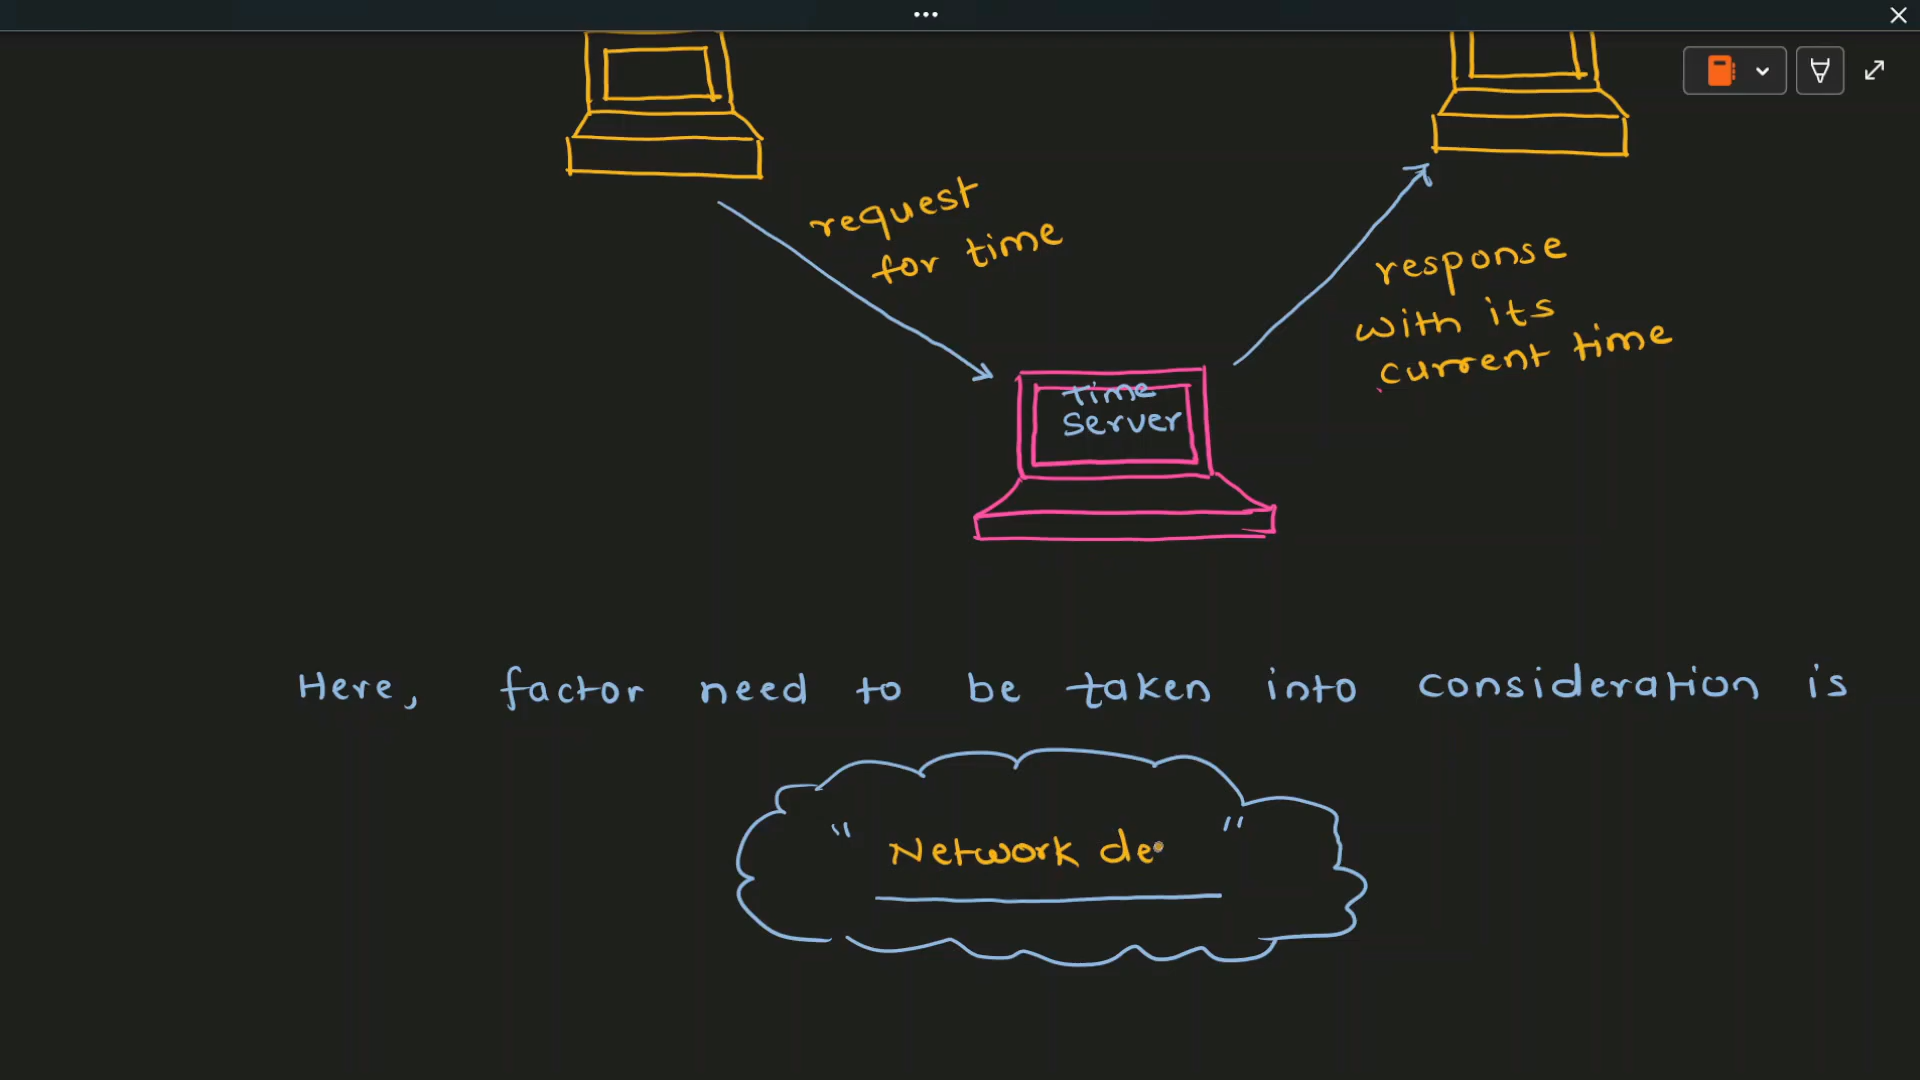 request
for time
response
with its
current time
time
server
Here, factor need to be taken into consideration is
" Network de "